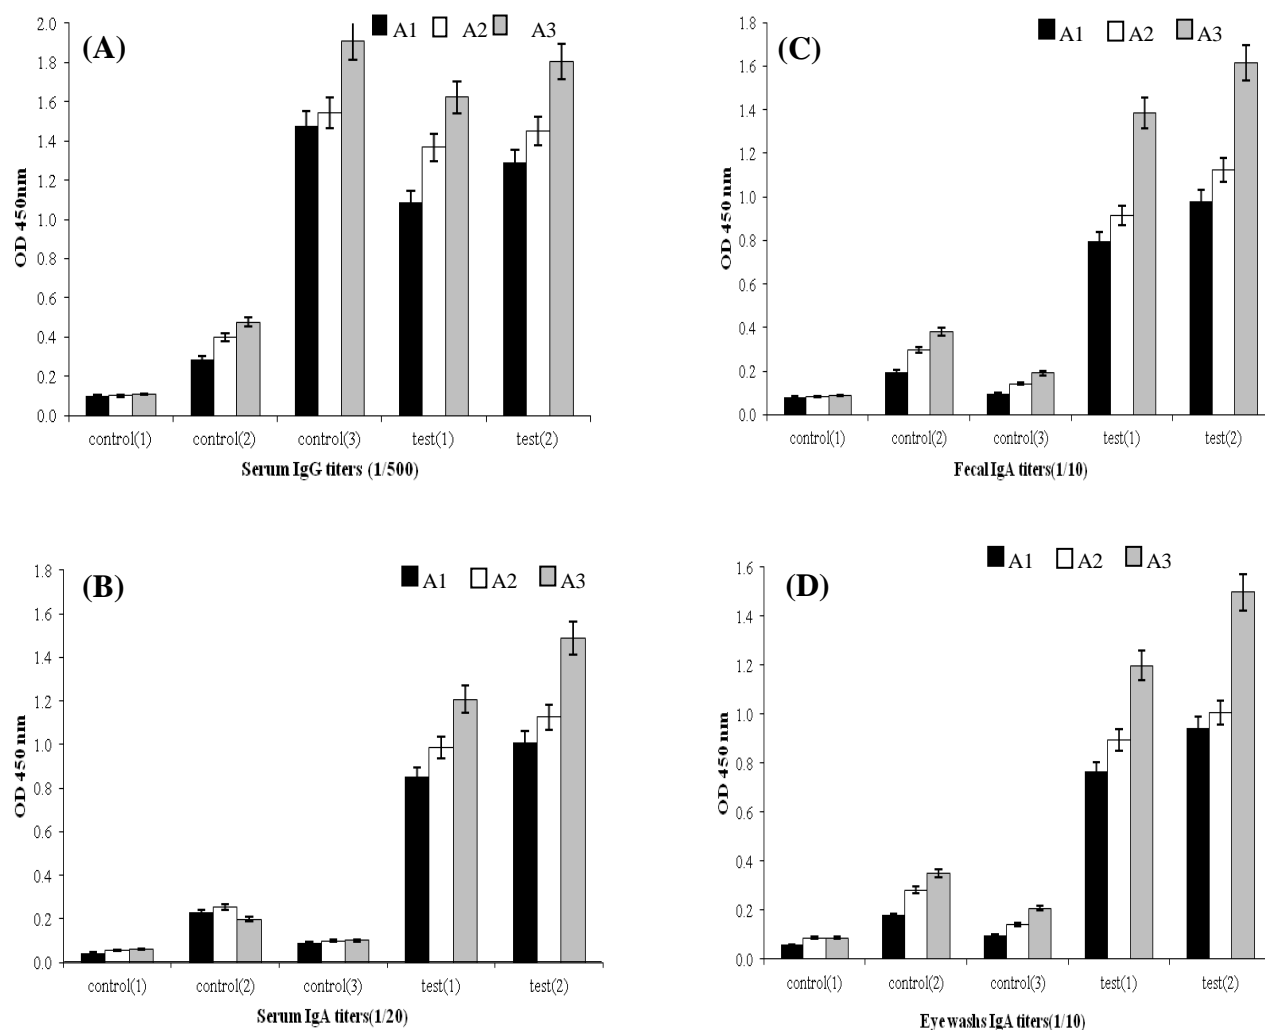 (A)
A1 A2 A3
OD 450nm
2.0
1.8
1.6
1.4
1.2
1.0
0.8
0.6
0.4
0.2
0.0
control(1) control(2) control(3) test(1) test(2)
Serum IgG titers (1/500)
(C)
A1 A2 A3
OD 450 nm
1.8
1.6
1.4
1.2
1.0
0.8
0.6
0.4
0.2
0.0
control(1) control(2) control(3) test(1) test(2)
Fecal IgA titers(1/10)
(B)
A1 A2 A3
OD 450 nm
1.8
1.6
1.4
1.2
1.0
0.8
0.6
0.4
0.2
0.0
control(1) control(2) control(3) test(1) test(2)
Serum IgA titers(1/20)
(D)
A1 A2 A3
OD 450 nm
1.6
1.4
1.2
1.0
0.8
0.6
0.4
0.2
0.0
control(1) control(2) control(3) test(1) test(2)
Eye washs IgA titers(1/10)